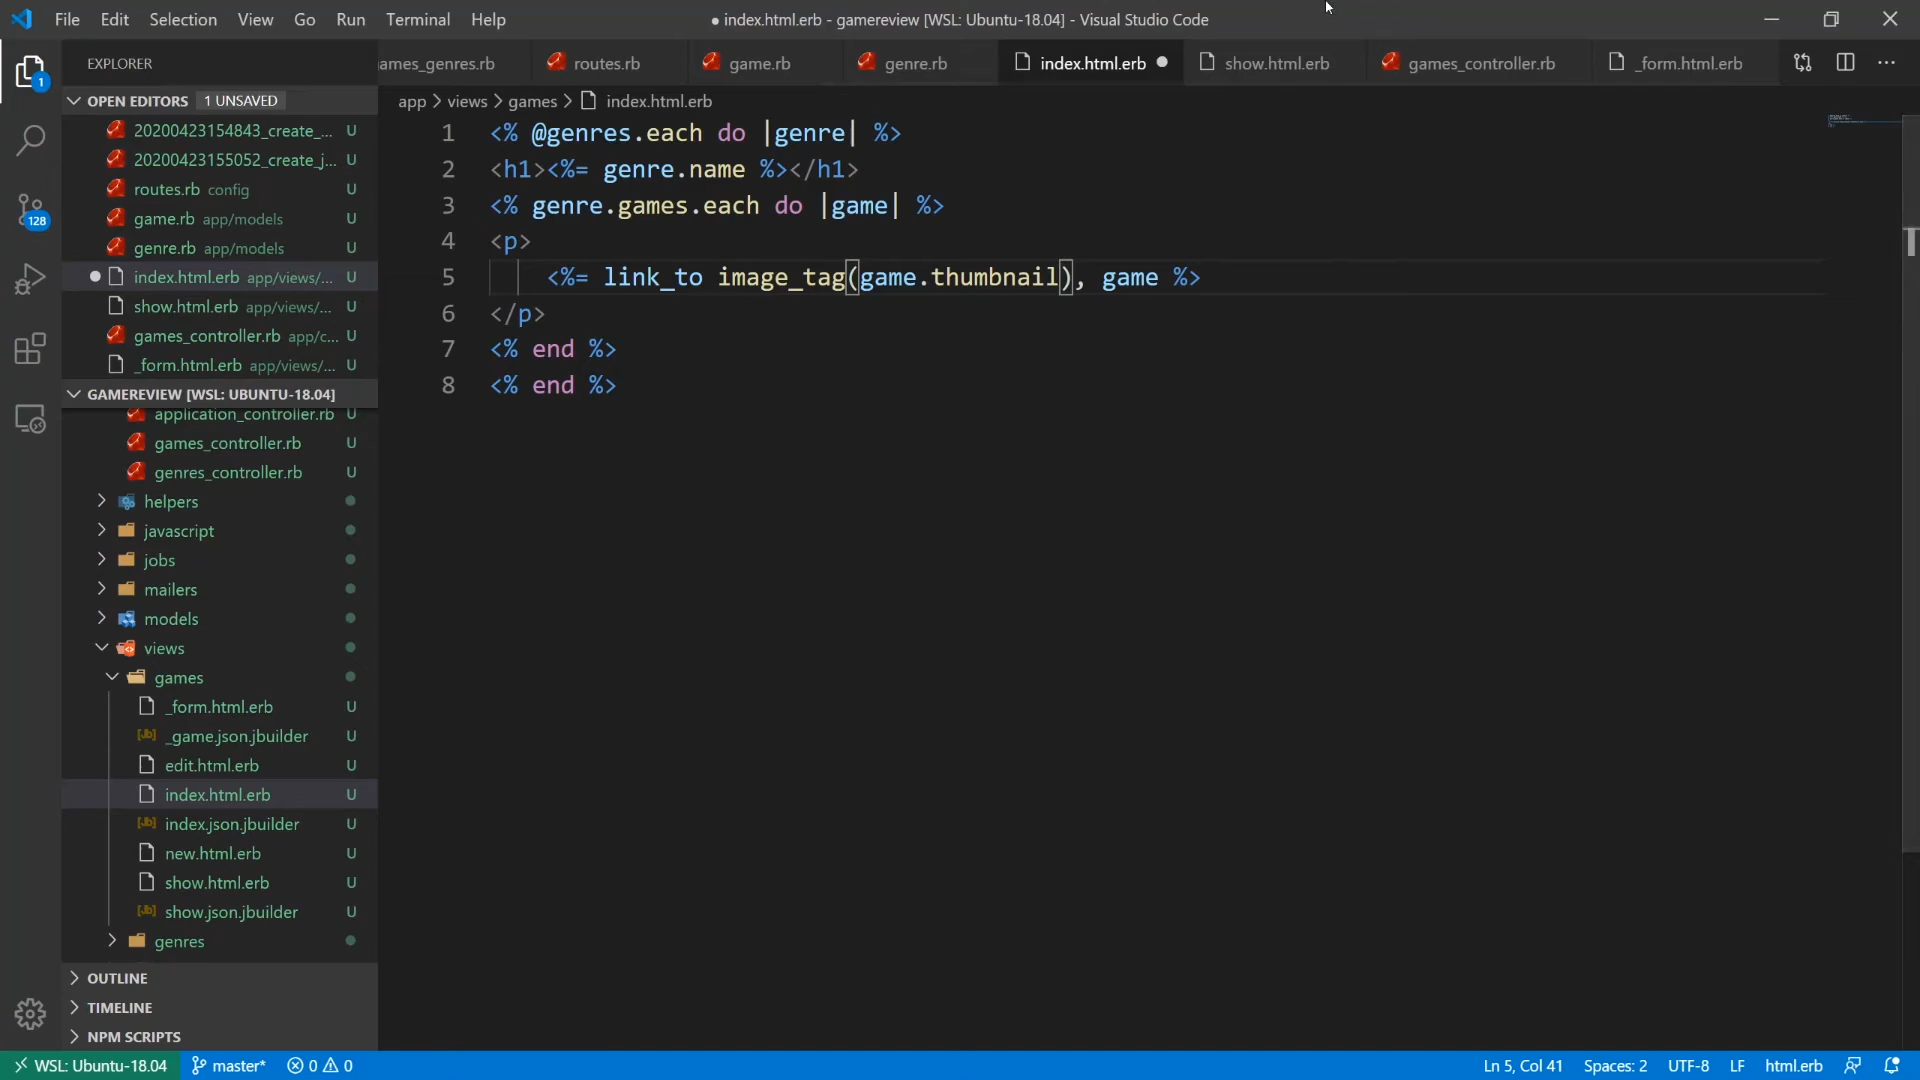 File Edit Selection View Go Run Terminal Help
● index.html.erb - gamereview [WSL: Ubuntu-18.04] - Visual Studio Code
EXPLORER
ames_genres.rb
routes.rb
game.rb
genre.rb
index.html.erb
show.html.erb
games_controller.rb
_form.html.erb
1
OPEN EDITORS 1 UNSAVED
20200423154843_create_... U
20200423155052_create_j... U
routes.rb config U
game.rb app/models U
genre.rb app/models U
index.html.erb app/views/... U
show.html.erb app/views/... U
games_controller.rb app/c... U
_form.html.erb app/views/... U
128
GAMEREVIEW [WSL: UBUNTU-18.04]
application_controller.rb U
games_controller.rb U
genres_controller.rb U
helpers
javascript
jobs
mailers
models
views
games
_form.html.erb U
_game.json.jbuilder U
edit.html.erb U
index.html.erb U
index.json.jbuilder U
new.html.erb U
show.html.erb U
show.json.jbuilder U
genres
OUTLINE
TIMELINE
NPM SCRIPTS
app > views > games > index.html.erb
1 <% @genres.each do |genre| %>
2 <h1><%= genre.name %></h1>
3 <% genre.games.each do |game| %>
4 <p>
5 <%= link_to image_tag(game.thumbnail), game %>
6 </p>
7 <% end %>
8 <% end %>
WSL: Ubuntu-18.04 master* 0 0 Ln 5, Col 41 Spaces: 2 UTF-8 LF html.erb